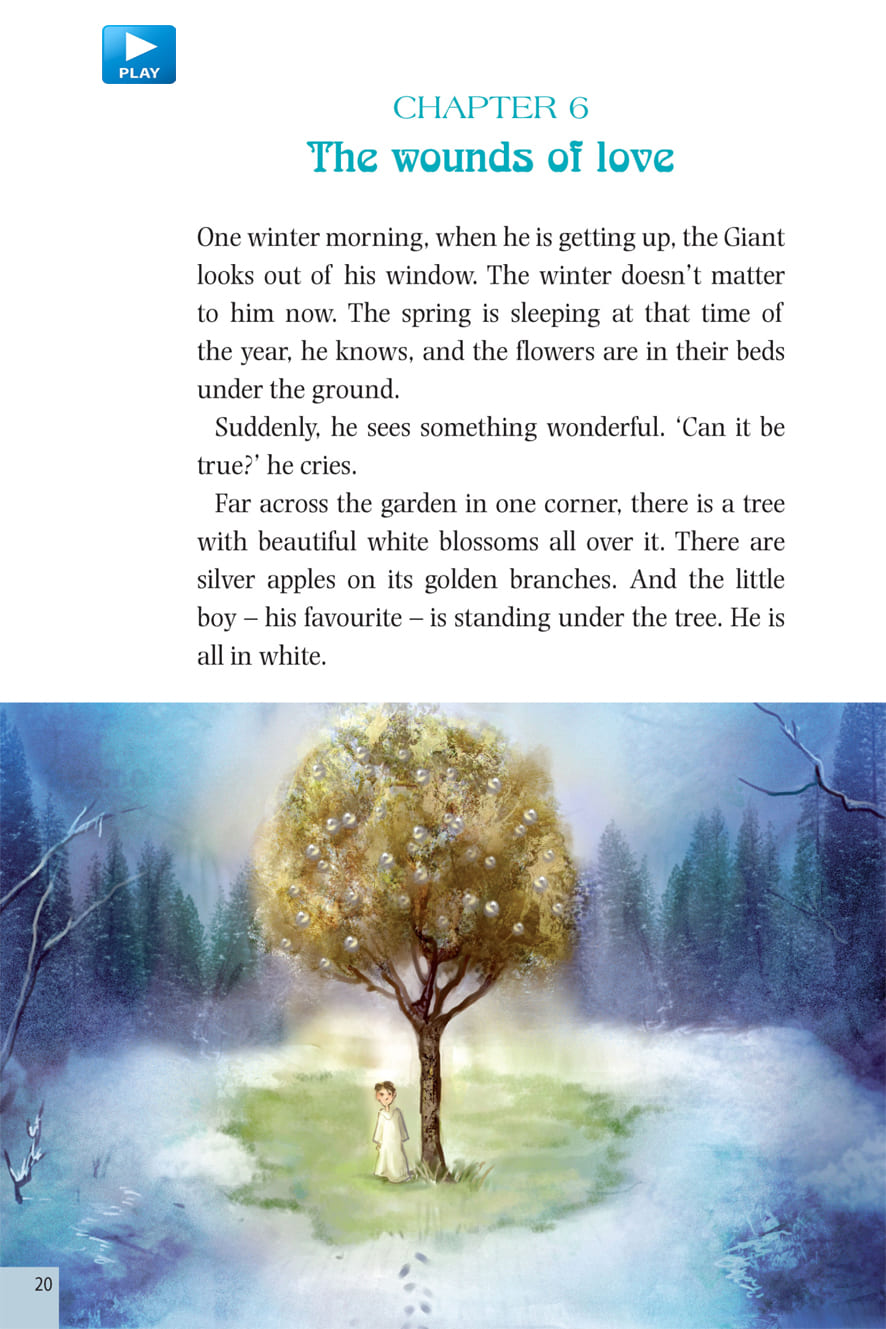 PLAY
CHAPTER 6
The wounds of love
One winter morning, when he is getting up, the Giant
looks out of his window. The winter doesn’t matter
to him now. The spring is sleeping at that time of
the year, he knows, and the flowers are in their beds
under the ground.
Suddenly, he sees something wonderful. ‘Can it be
true?’ he cries.
Far across the garden in one corner, there is a tree
with beautiful white blossoms all over it. There are
silver apples on its golden branches. And the little
boy – his favourite – is standing under the tree. He is
all in white.
20